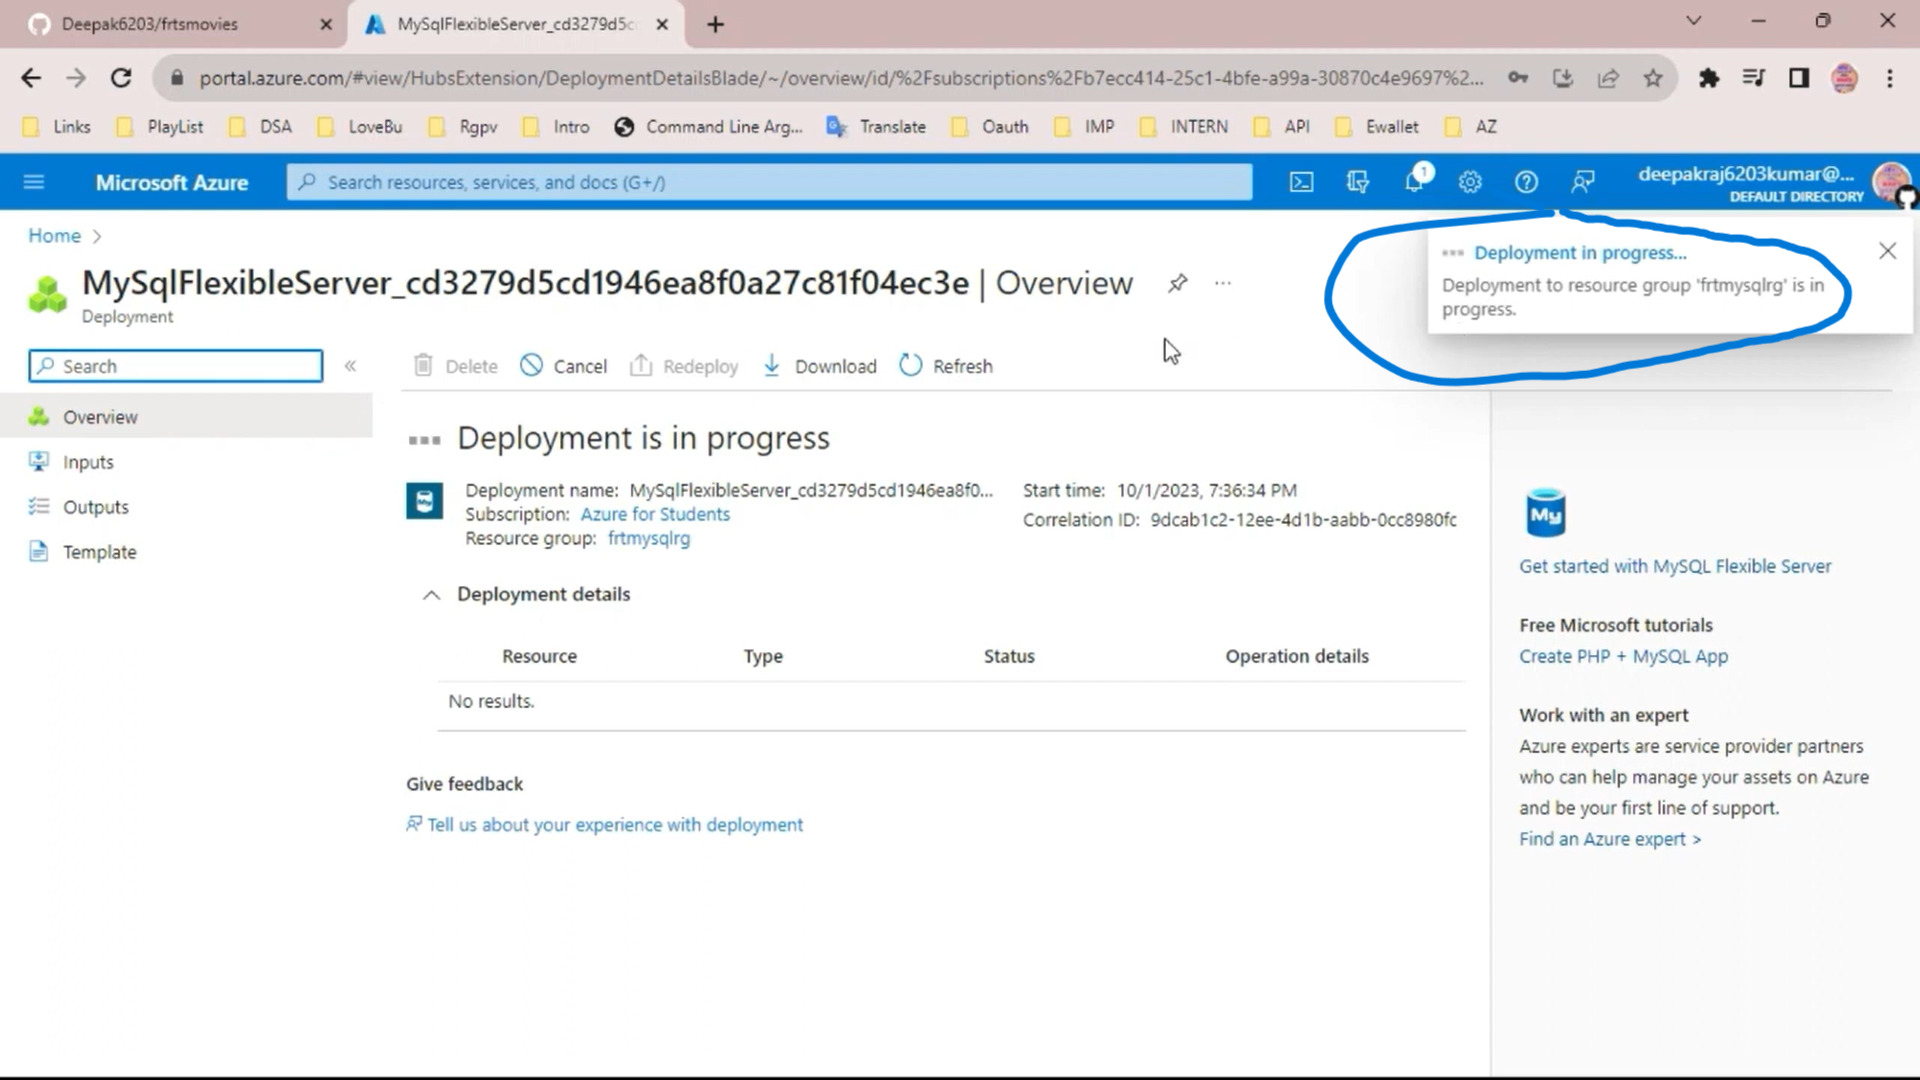 Deepak6203/frtsmovies
MySqlFlexibleServer_cd3279d5c
portal.azure.com/#view/HubsExtension/DeploymentDetailsBlade/~/overview/id/%2Fsubscriptions%2Fb7ecc414-25c1-4bfe-a99a-30870c4e9697%2...
Links PlayList DSA LoveBu Rgpv Intro Command Line Arg... Translate Oauth IMP INTERN API Ewallet AZ
Microsoft Azure
Search resources, services, and docs (G+/)
1
deepakraj6203kumar@...
DEFAULT DIRECTORY
Home
Deployment in progress...
Deployment to resource group 'frtmysqlrg' is in
progress.
MySqlFlexibleServer_cd3279d5cd1946ea8f0a27c81f04ec3e | Overview
Deployment
Search
Delete Cancel Redeploy Download Refresh
Overview
Inputs
Outputs
Template
Deployment is in progress
Deployment name: MySqlFlexibleServer_cd3279d5cd1946ea8f0...
Subscription: Azure for Students
Resource group: frtmysqlrg
Start time: 10/1/2023, 7:36:34 PM
Correlation ID: 9dcab1c2-12ee-4d1b-aabb-0cc8980fc
Deployment details
Resource Type Status Operation details
No results.
Give feedback
Tell us about your experience with deployment
My
Get started with MySQL Flexible Server
Free Microsoft tutorials
Create PHP + MySQL App
Work with an expert
Azure experts are service provider partners
who can help manage your assets on Azure
and be your first line of support.
Find an Azure expert >